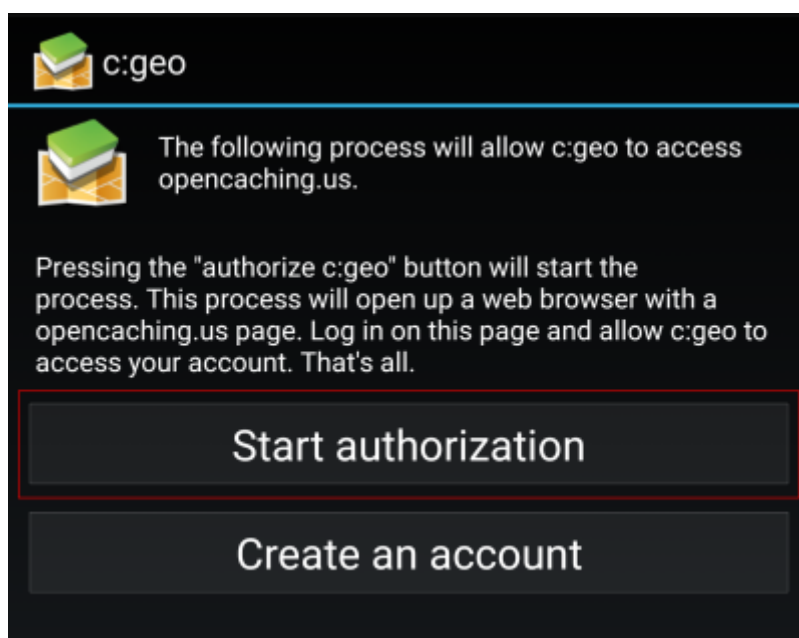 c:geo
The following process will allow c:geo to access
opencaching.us.
Pressing the "authorize c:geo" button will start the
process. This process will open up a web browser with a
opencaching.us page. Log in on this page and allow c:geo to
access your account. That's all.
Start authorization
Create an account